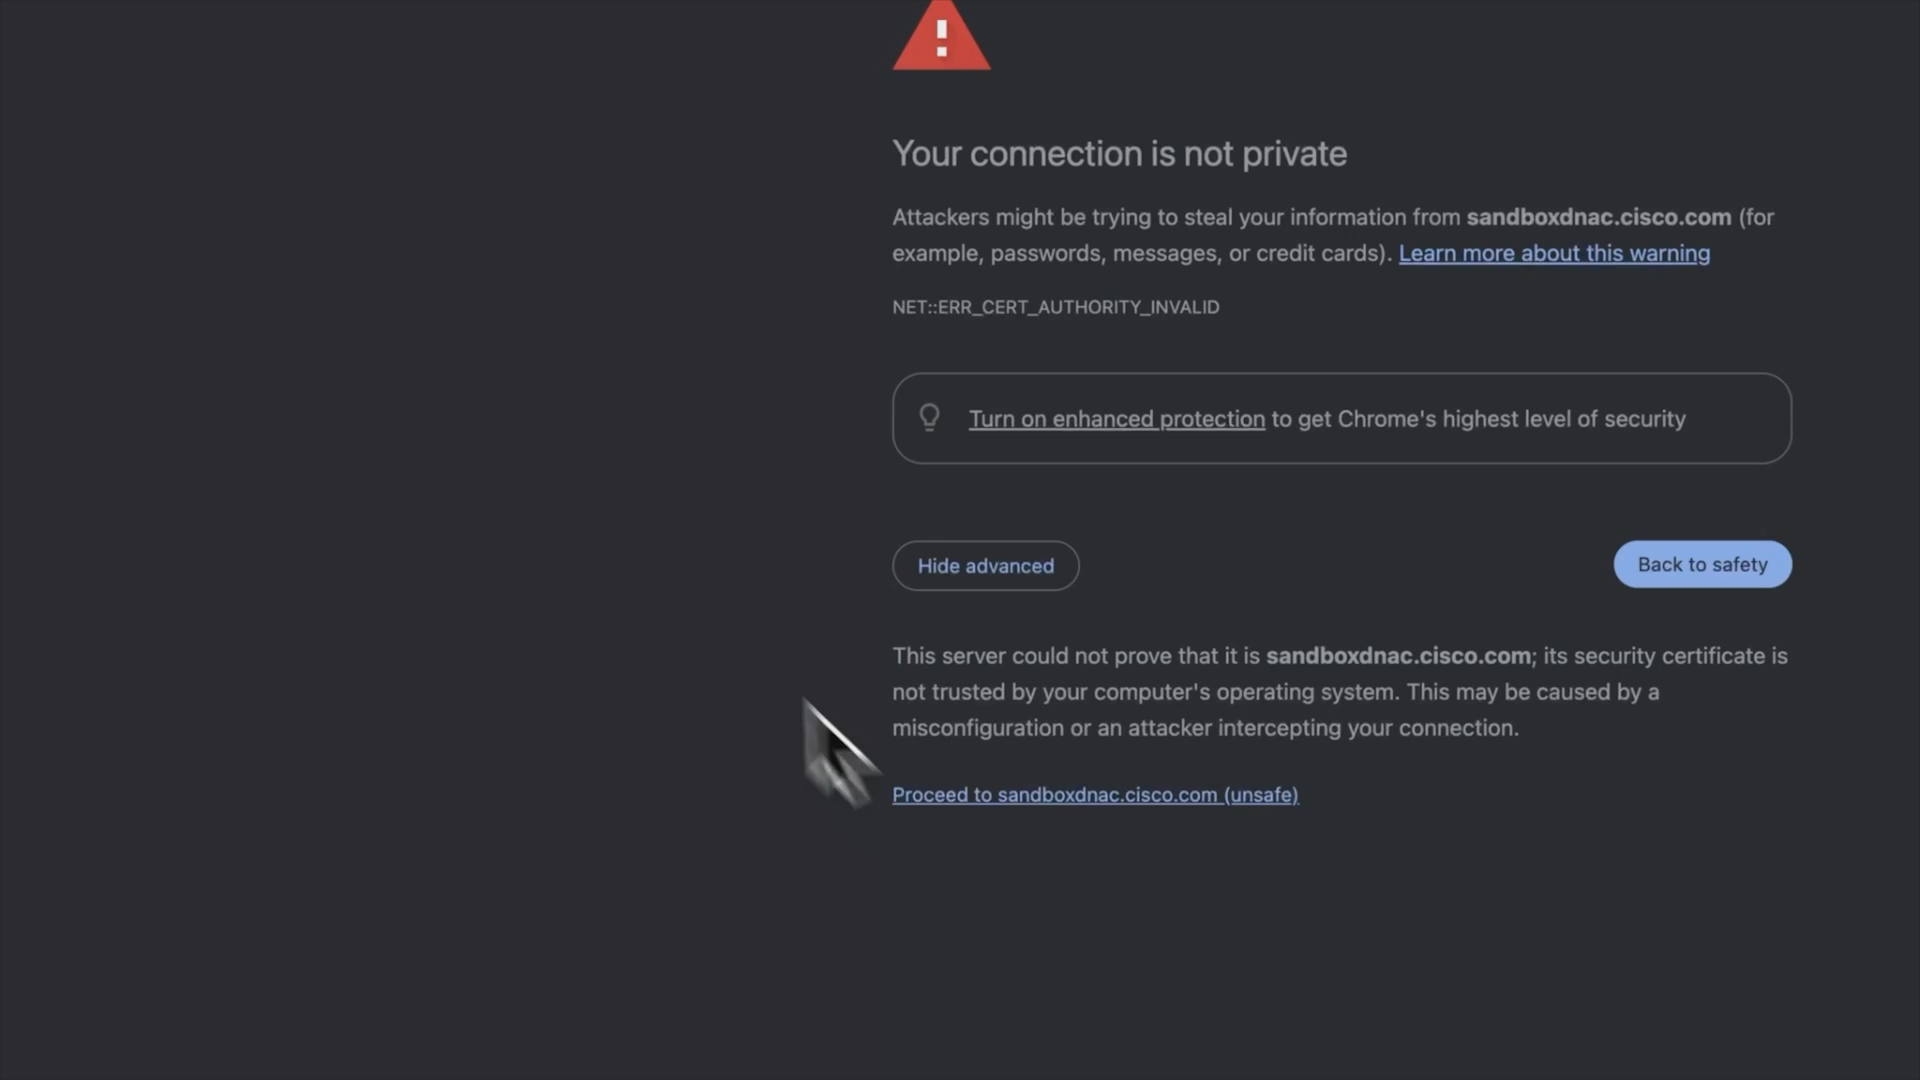 Your connection is not private
Attackers might be trying to steal your information from sandboxdnac.cisco.com (for
example, passwords, messages, or credit cards). Learn more about this warning
NET::ERR_CERT_AUTHORITY_INVALID
Turn on enhanced protection to get Chrome's highest level of security
Hide advanced
Back to safety
This server could not prove that it is sandboxdnac.cisco.com; its security certificate is
not trusted by your computer's operating system. This may be caused by a
misconfiguration or an attacker intercepting your connection.
Proceed to sandboxdnac.cisco.com (unsafe)